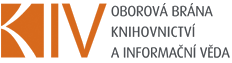 KIV
OBOROVÁ BRÁNA
KNIHOVNICTVÍ
A INFORMAČNÍ VĚDA